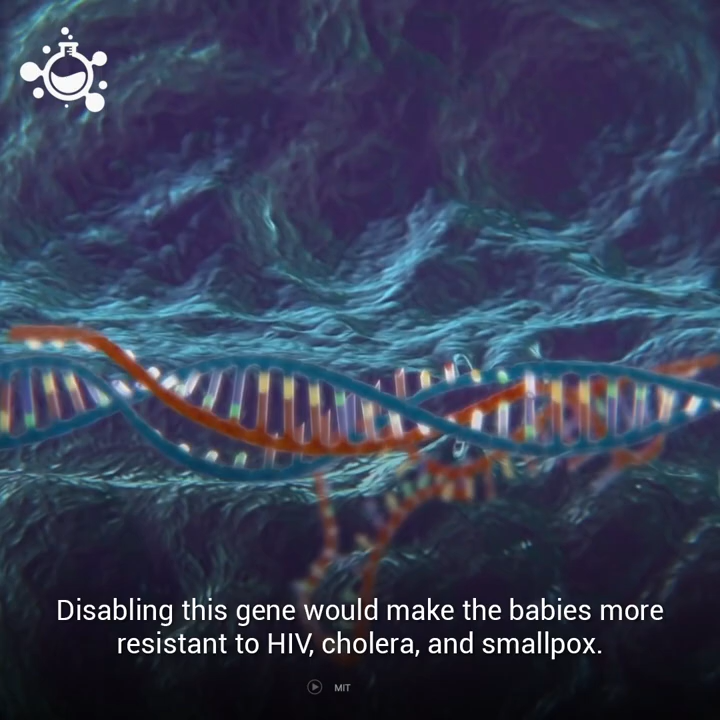 Disabling this gene would make the babies more
resistant to HIV, cholera, and smallpox.
MIT